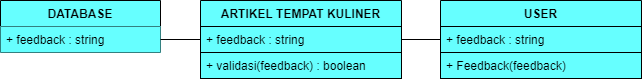 DATABASE
+ feedback : string
ARTIKEL TEMPAT KULINER
+ feedback : string
+ validasi(feedback) : boolean
USER
+ feedback : string
+ Feedback(feedback)